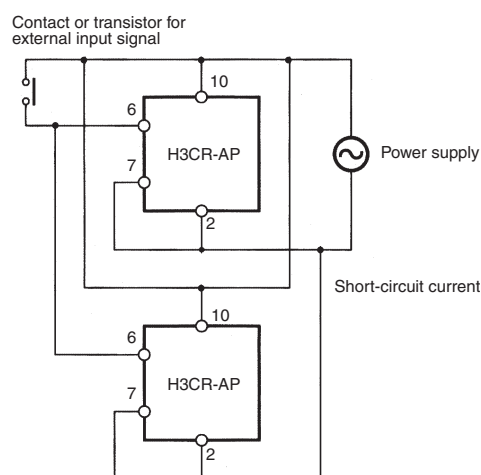 Contact or transistor for
external input signal
10
6
H3CR-AP
7
2
Power supply
Short-circuit current
10
6
H3CR-AP
7
2